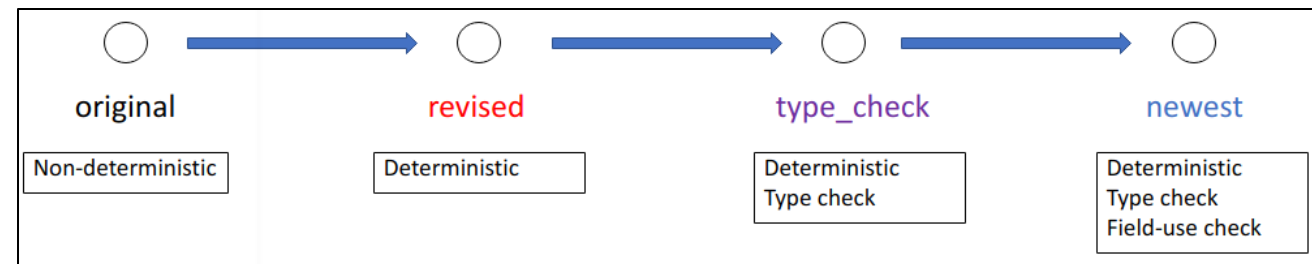 original
revised
type_check
newest
Non-deterministic
Deterministic
Deterministic
Type check
Deterministic
Type check
Field-use check